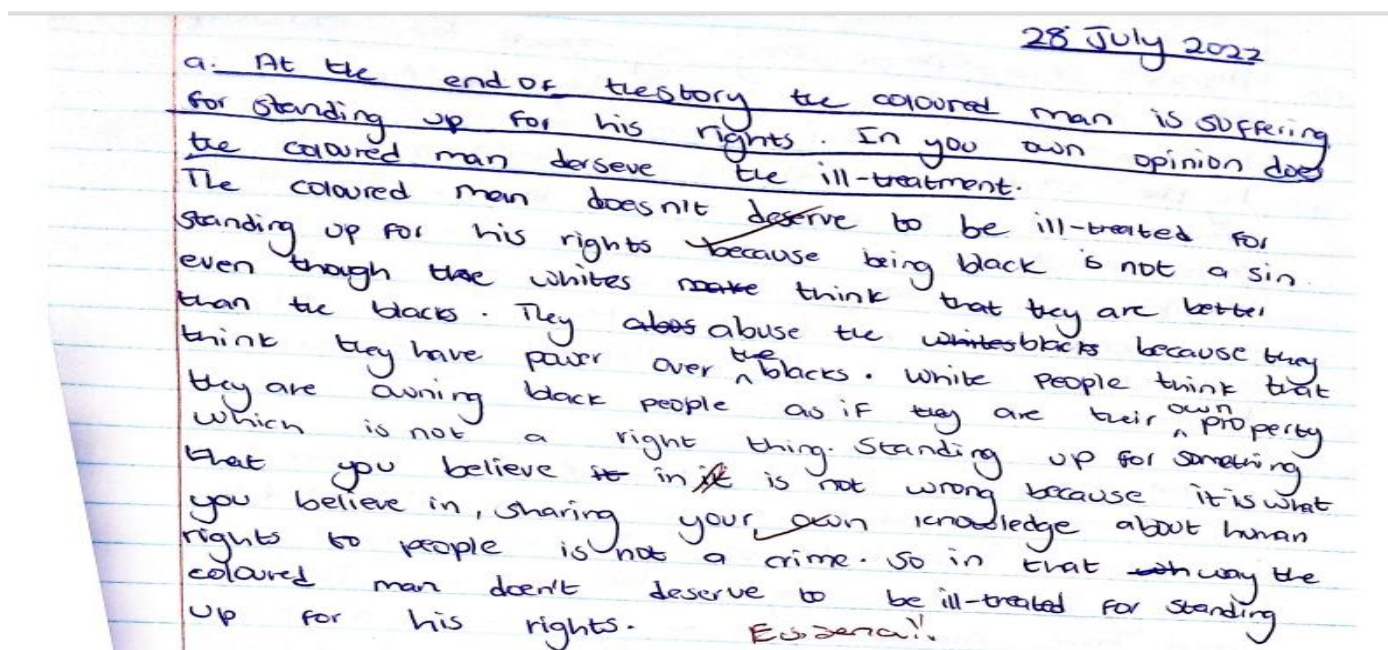 28 July 2022
a. At the end of the story the coloured man is suffering
for standing up for his rights. In you own opinion does
the coloured man derseve the ill-treatment.
The coloured man doesn't deserve to be ill-treated for
standing up for his rights because being black is not a sin
even though the whites make think that they are better
than the blacks. They abos abuse the whites blacks because they
think they have power over the blacks. White people think that
they are owning black people as if they are their own property
which is not a right thing. Standing up for something
that you believe it in it is not wrong because it is what
you believe in, sharing your own knowledge about human
rights to people is not a crime. So in that way the
coloured man doen't deserve to be ill-treated for standing
up for his rights.